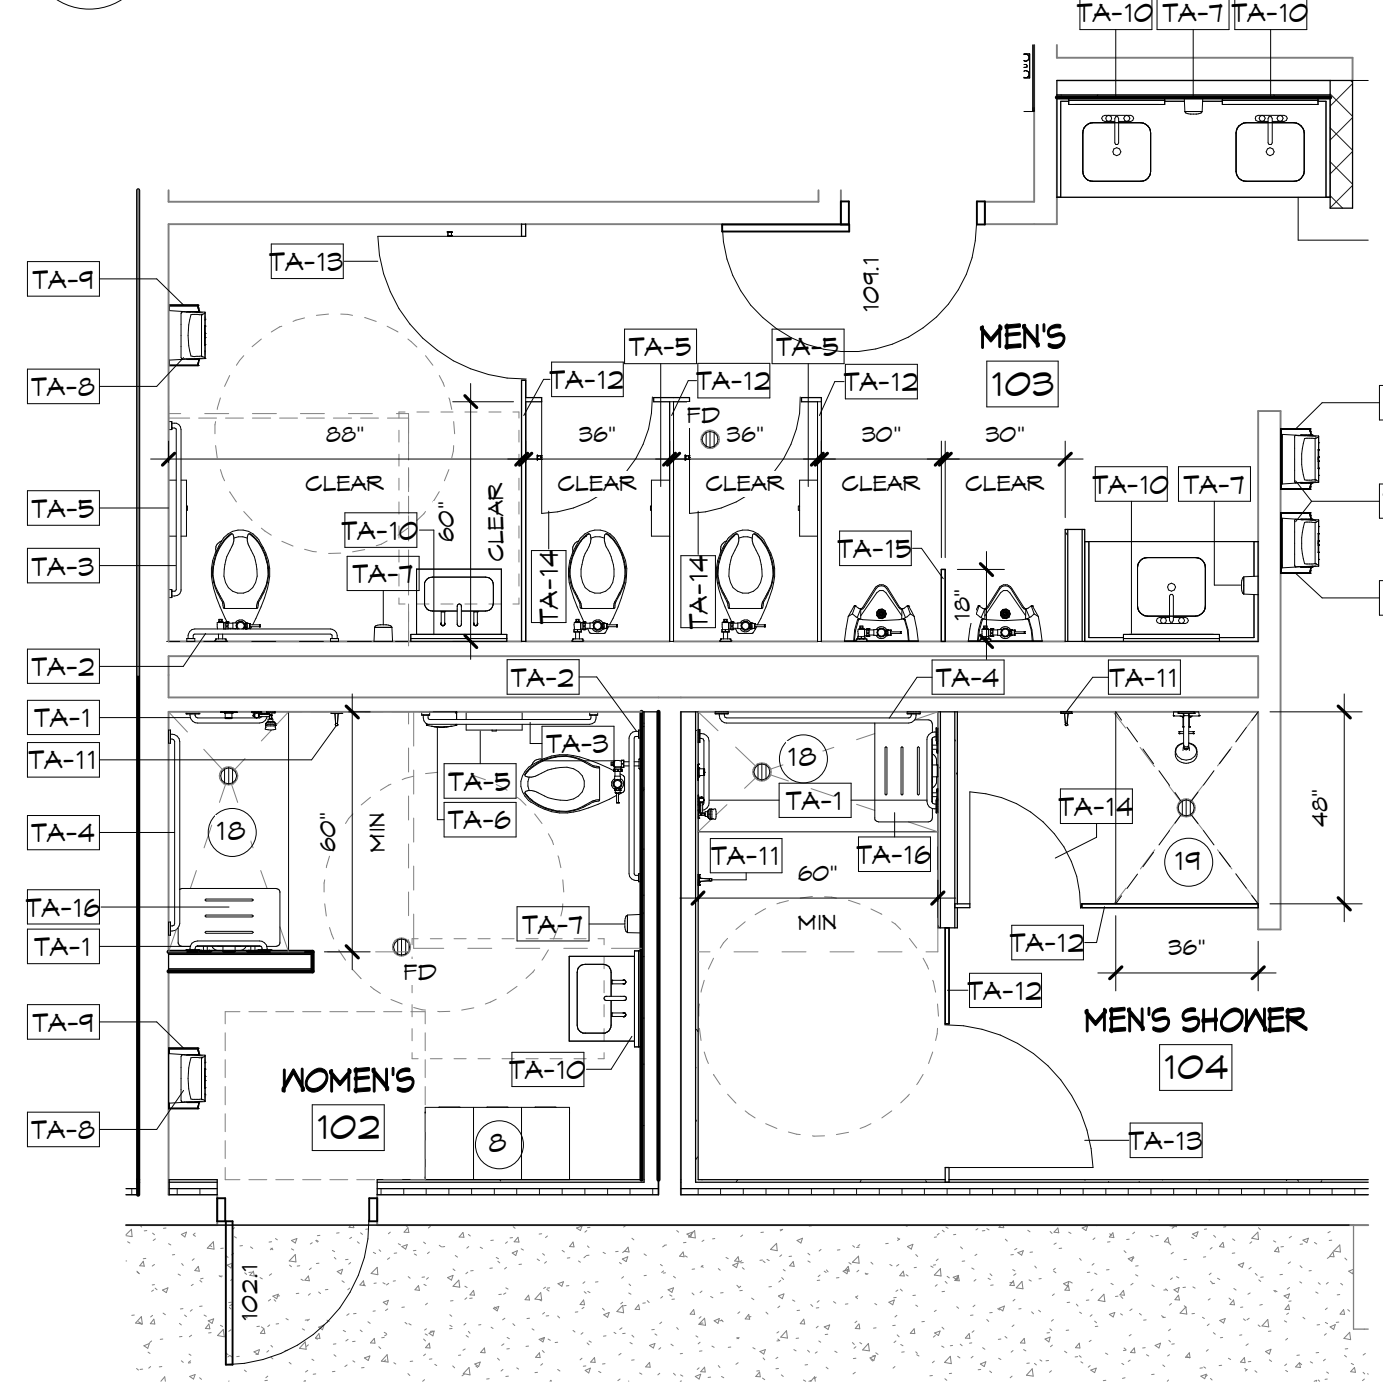 TA-10 TA-7 TA-10
TA-13
TA-9
109.1
MEN'S
103
TA-5 TA-5
TA-8
TA-12 TA-12 TA-12
FD
88" 36" 36" 30" 30"
CLEAR CLEAR CLEAR CLEAR CLEAR
60"
CLEAR
TA-10 TA-7
TA-5
TA-10
TA-15
TA-3
TA-7
TA-14
TA-14
18"
TA-2
TA-2
TA-4
TA-11
TA-1
TA-11
TA-3
18
TA-5
TA-1
TA-14
TA-6
48"
TA-4
18
60"
MIN
TA-11
TA-16
19
60"
TA-16
TA-7
MIN
TA-12
36"
TA-1
FD
TA-12
TA-9
MEN'S SHOWER
104
TA-10
WOMEN'S
102
TA-8
8
TA-13
102.1